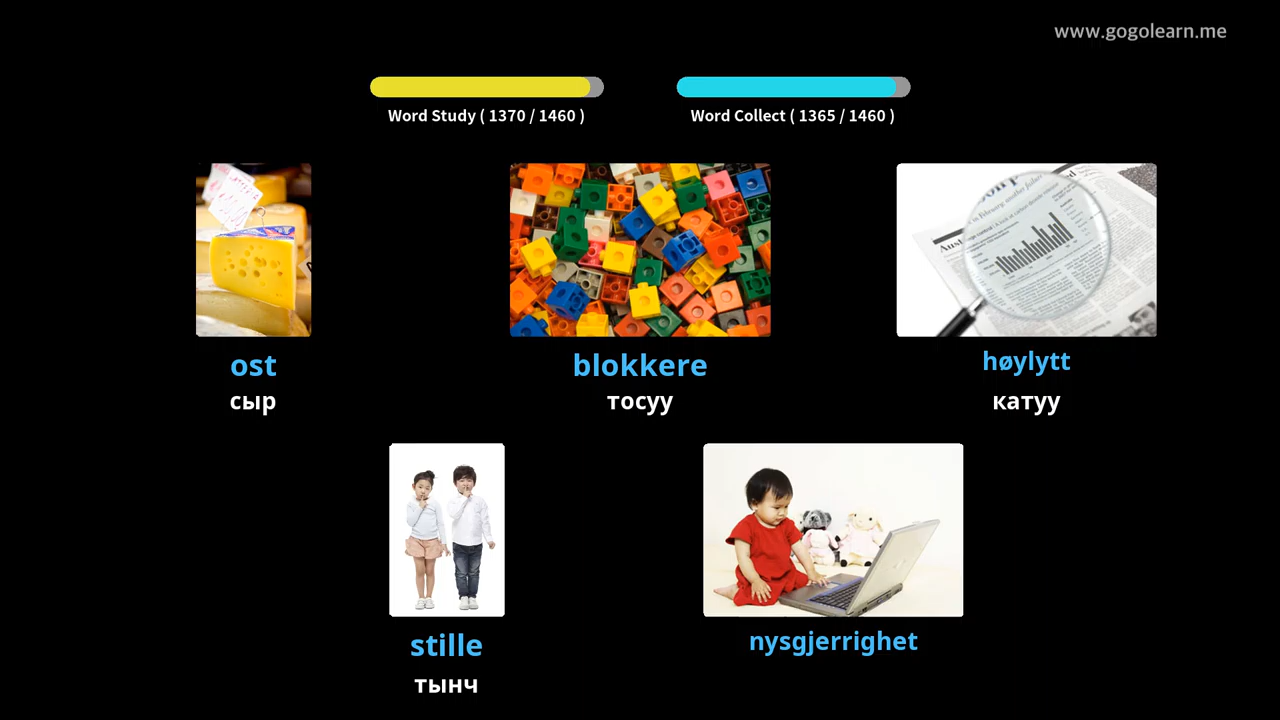 www.gogolearn.me
Word Study ( 1370 / 1460 )
Word Collect ( 1365 / 1460 )
ost
сыр
blokkere
тосуу
høylytt
катуу
stille
тынч
nysgjerrighet